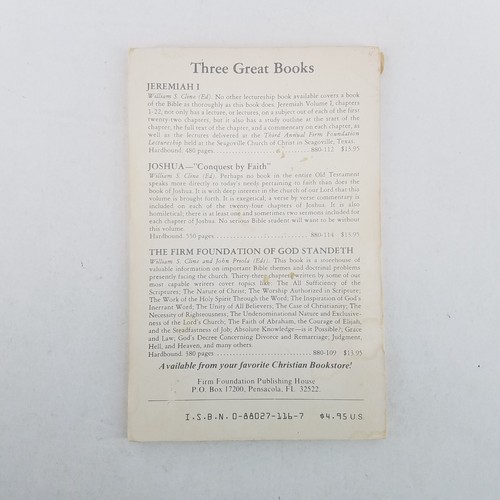 Three Great Books
JEREMIAH I
William S. Cline (Ed). No other lectureship book available covers a book
of the Bible as thoroughly as this book does. Jeremiah Volume I, chapters
1-22, not only has a lecture, or lectures, on a subject out of each of the first
twenty-two chapters, but it also has a study outline at the start of the
chapter, the full text of the chapter, and a commentary on each chapter, as
well as the lectures delivered at the Third Annual Firm Foundation
Lectureship held at the Seagoville Church of Christ in Seagoville, Texas.
Hardbound. 480 pages .......................... 880-112 $13.95
JOSHUA—"Conquest by Faith"
William S. Cline (Ed). Perhaps no book in the entire Old Testament
speaks more directly to today's needs pertaining to faith than does the
book of Joshua. It is with deep interest in the church of our Lord that this
volume is brought forth. It is exegetical, a verse by verse commentary is
included on each of the twenty-four chapters of Joshua. It is also
homiletical; there is at least one and sometimes two sermons included for
each chapter of Joshua. No serious Bible student will want to be without
this volume.
Hardbound. 550 pages .......................... 880-114 $13.95
THE FIRM FOUNDATION OF GOD STANDETH
William S. Cline and John Priola (Eds). This book is a storehouse of
valuable information on important Bible themes and doctrinal problems
presently facing the church. Thirty-three chapters written by some of our
most capable writers cover topics like: The All Sufficiency of the
Scriptures; The Nature of Christ; The Worship Authorized in Scripture;
The Work of the Holy Spirit Through the Word, The Inspiration of God's
Inerrant Word; The Unity of All Believers; The Case of Christianity; The
Necessity of Righteousness; The Undenominational Nature and Exclusive-
ness of the Lord's Church; The Faith of Abraham, the Courage of Elijah,
and the Steadfastness of Job, Absolute Knowledge—is it Possible?; Grace
and Law; God's Decree Concerning Divorce and Remarriage; Judgment,
Hell, and Heaven, and many others.
Hardbound. 380 pages .......................... 880-109 $13.95
Available from your favorite Christian Bookstore!
Firm Foundation Publishing House
P.O. Box 17200, Pensacola, FL 32522
I.S.B.N. 0-88027-116-7 $4.95 U.S.